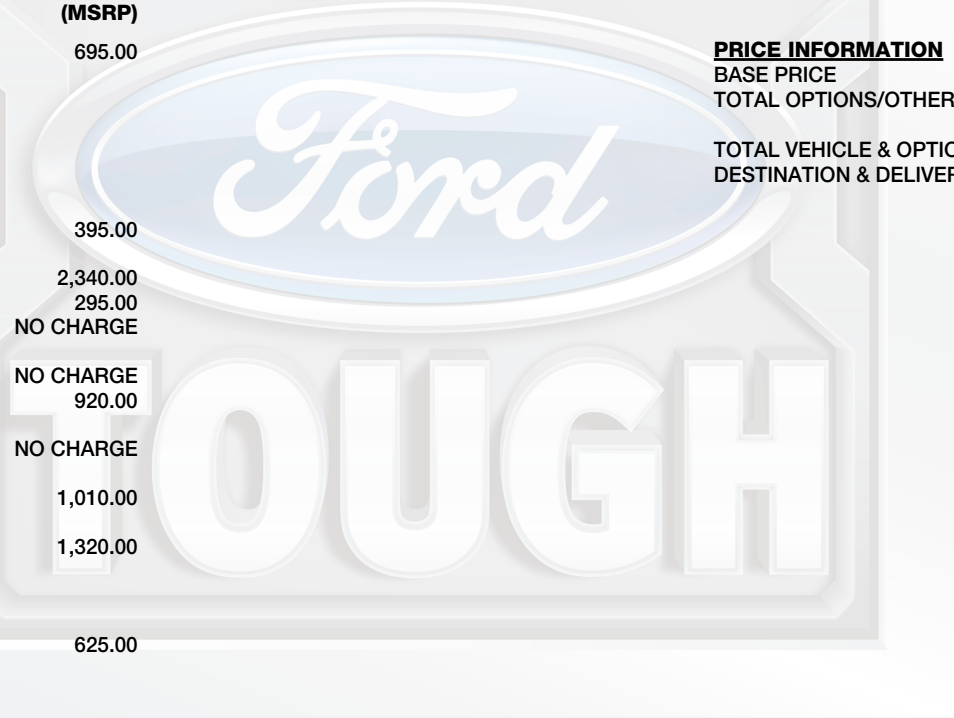 (MSRP)
695.00
395.00
2,340.00
295.00
NO CHARGE
NO CHARGE
920.00
NO CHARGE
1,010.00
1,320.00
625.00
PRICE INFORMATION
BASE PRICE
TOTAL OPTIONS/OTHER
TOTAL VEHICLE & OPTIO
DESTINATION & DELIVER
Ford
TOUGH